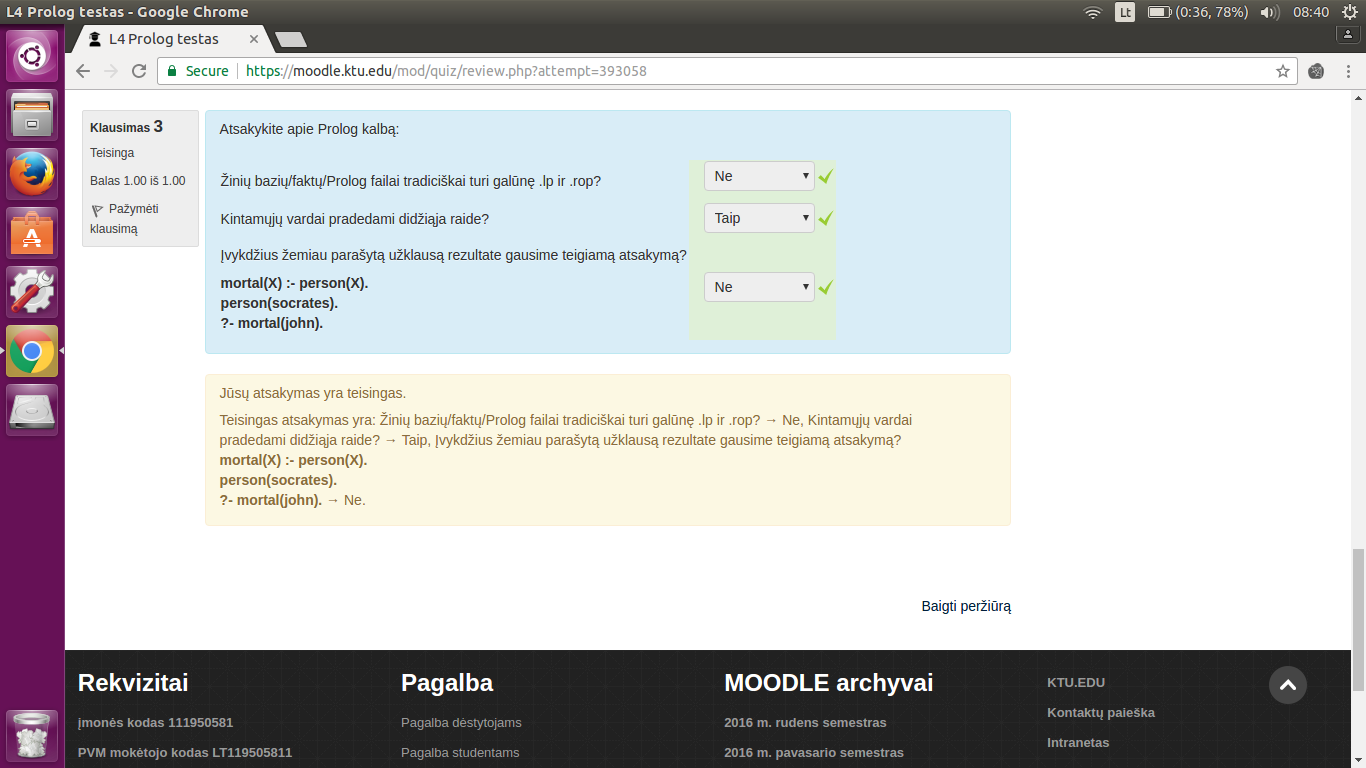 L4 Prolog testas - Google Chrome
Lt
(0:36, 78%)
08:40
L4 Prolog testas
Secure
https://moodle.ktu.edu/mod/quiz/review.php?attempt=393058
Klausimas 3
Teisinga
Balas 1.00 iš 1.00
Pažymėti
klausimą
Atsakykite apie Prolog kalbą:
Žinių bazių/faktų/Prolog failai tradiciškai turi galūnę .lp ir .rop?
Ne
Kintamųjų vardai pradedami didžiąja raide?
Taip
Įvykdžius žemiau parašytą užklausą rezultate gausime teigiamą atsakymą?
mortal(X) :- person(X).
person(socrates).
?- mortal(john).
Ne
Jūsų atsakymas yra teisingas.
Teisingas atsakymas yra: Žinių bazių/faktų/Prolog failai tradiciškai turi galūnę .lp ir .rop? → Ne, Kintamųjų vardai
pradedami didžiąja raide? → Taip, Įvykdžius žemiau parašytą užklausą rezultate gausime teigiamą atsakymą?
mortal(X) :- person(X).
person(socrates).
?- mortal(john). → Ne.
Baigti peržiūrą
Rekvizitai
įmonės kodas 111950581
PVM mokėtojo kodas LT119505811
Pagalba
Pagalba dėstytojams
Pagalba studentams
MOODLE archyvai
2016 m. rudens semestras
2016 m. pavasario semestras
KTU.EDU
Kontaktų paieška
Intranetas